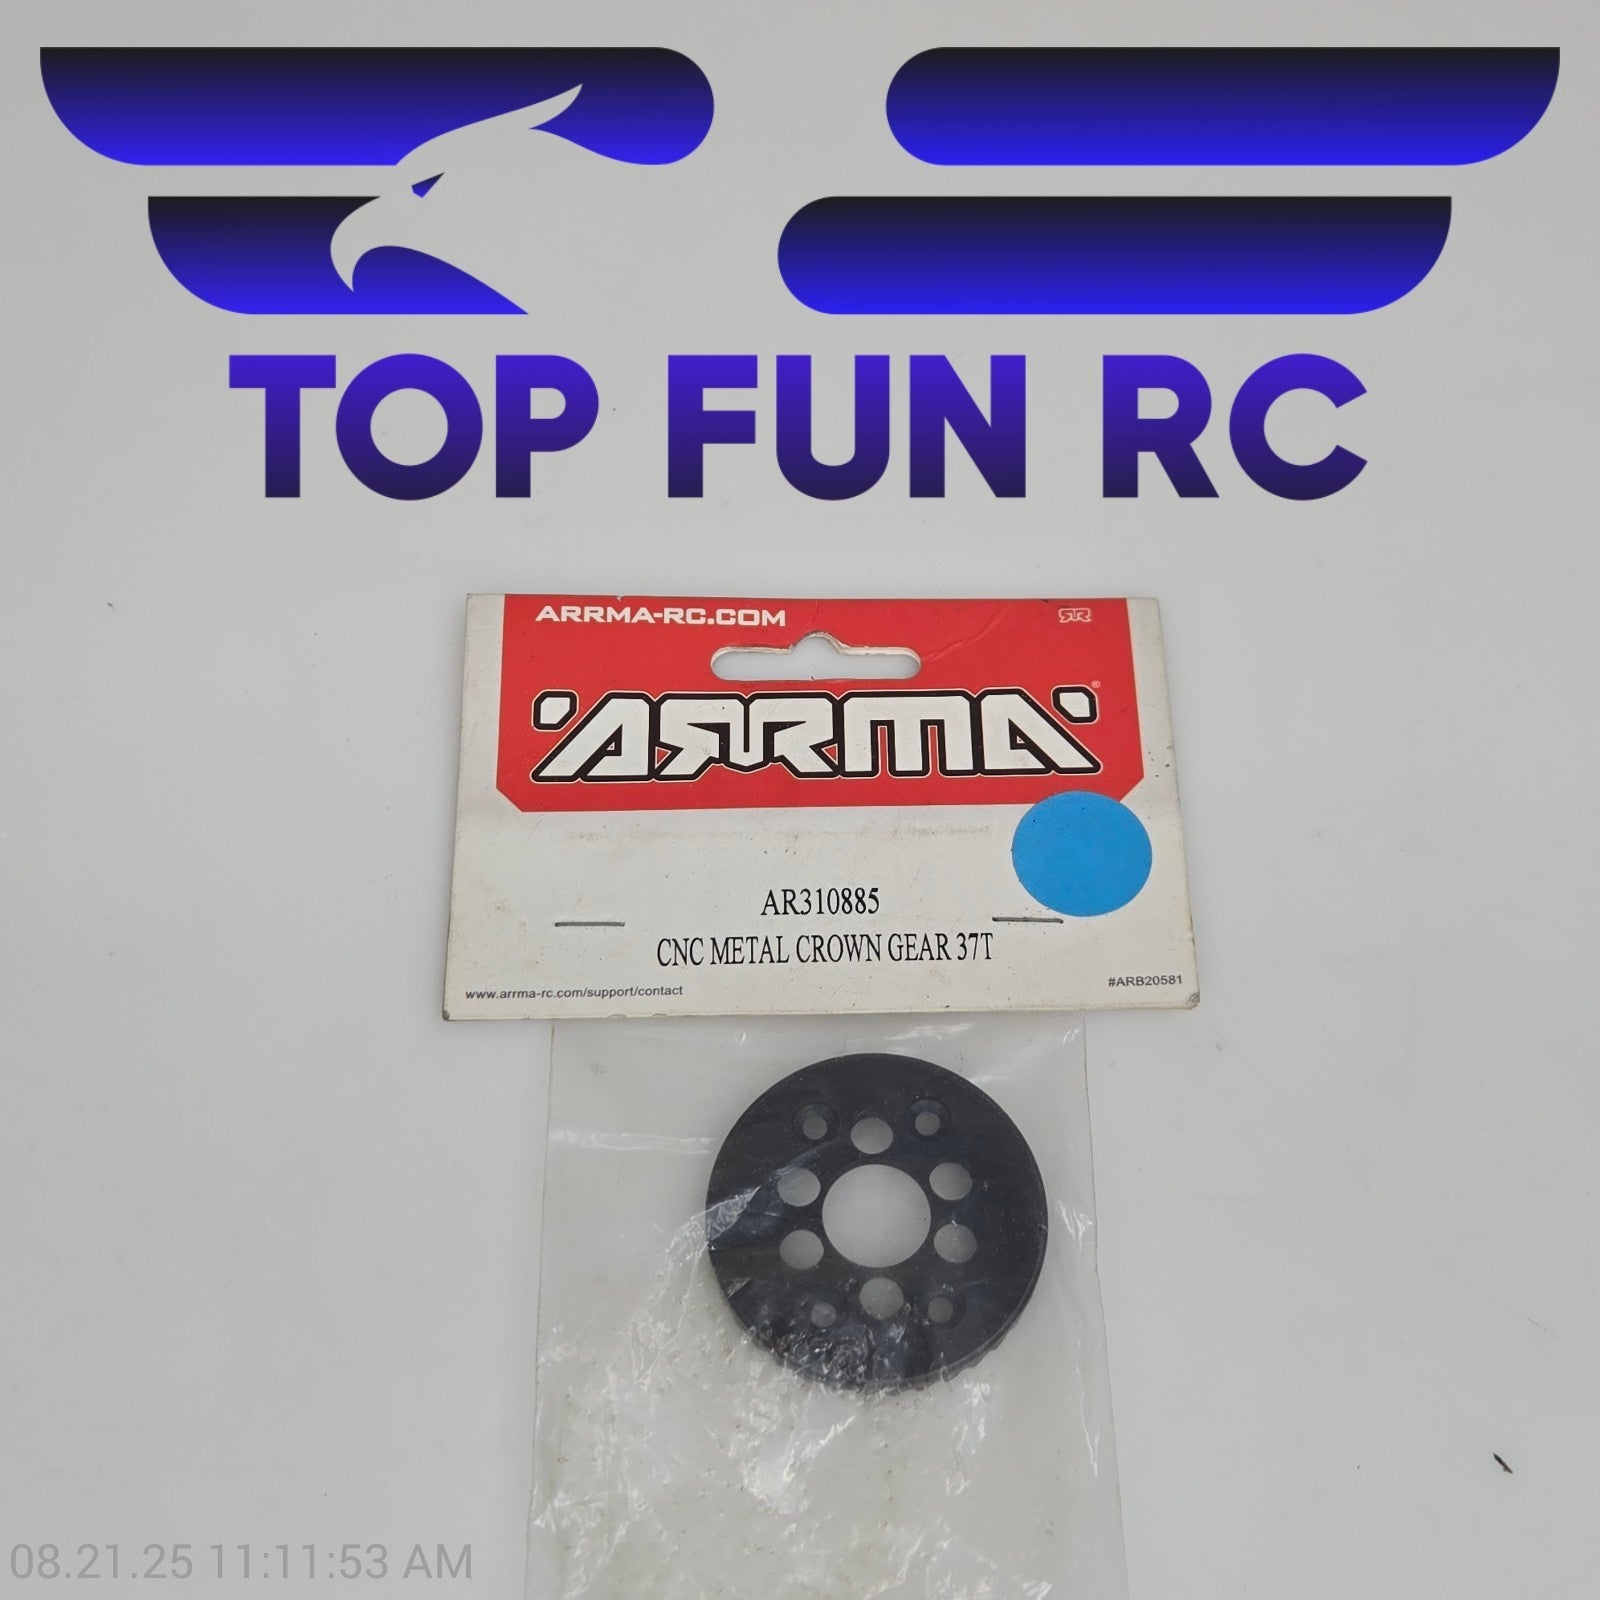 TOP FUN RC
ARRMA-RC.COM
ARRMA®
AR310885
CNC METAL CROWN GEAR 37T
www.arrma-rc.com/support/contact
#ARB20581
08.21.25 11:11:53 AM